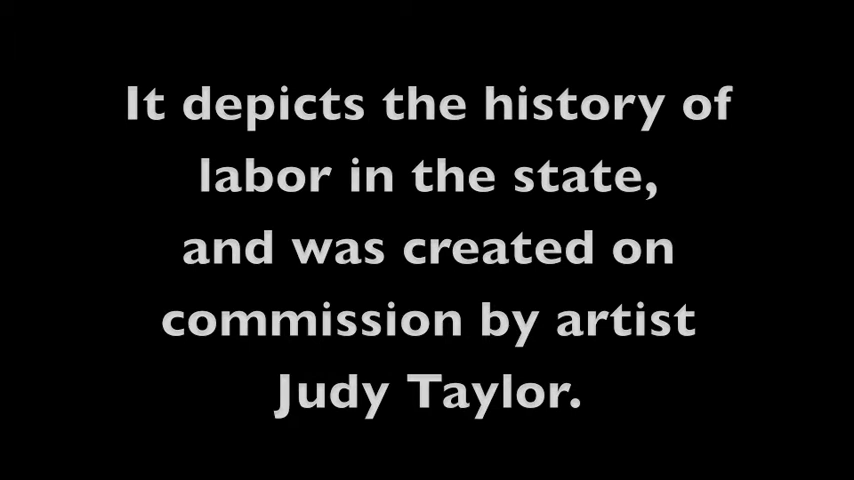 It depicts the history of
labor in the state,
and was created on
commission by artist
Judy Taylor.